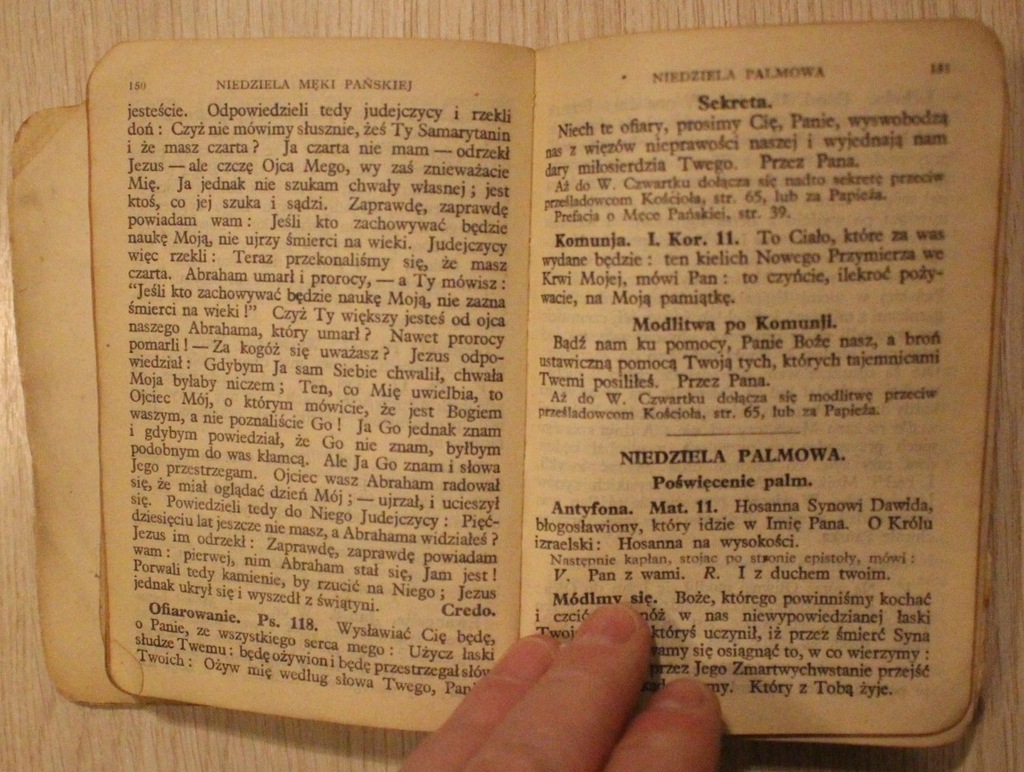 150 NIEDZIELA MĘKI PAŃSKIEJ
jesteście. Odpowiedzieli tedy judejczycy i rzekli
doń : Czyż nie mówimy słusznie, żeś Ty Samarytanin
i że masz czarta ? Ja czarta nie mam — odrzekł
Jezus — ale czczę Ojca Mego, wy zaś znieważacie
Mię. Ja jednak nie szukam chwały własnej ; jest
ktoś, co jej szuka i sądzi. Zaprawdę, zaprawdę
powiadam wam : Jeśli kto zachowywać będzie
naukę Moją, nie ujrzy śmierci na wieki. Judejczycy
więc rzekli : Teraz przekonaliśmy się, że masz
czarta. Abraham umarł i prorocy, — a Ty mówisz :
“Jeśli kto zachowywać będzie naukę Moją, nie zazna
śmierci na wieki !” Czyż Ty większy jesteś od ojca
naszego Abrahama, który umarł ? Nawet prorocy
pomarli ! — Za kogóż się uważasz ? Jezus odpo-
wiedział : Gdybym Ja sam Siebie chwalił, chwała
Moja byłaby niczem ; Ten, co Mię uwielbia, to
Ojciec Mój, o którym mówicie, że jest Bogiem
waszym, a nie poznaliście Go ! Ja Go jednak znam
i gdybym powiedział, że Go nie znam, byłbym
podobnym do was kłamcą. Ale Ja Go znam i słowa
Jego przestrzegam. Ojciec wasz Abraham radował
się, że miał oglądać dzień Mój ; — ujrzał, i ucieszył
się. Powiedzieli tedy do Niego Judejczycy : Pięć-
dziesięciu lat jeszcze nie masz, a Abrahama widziałeś ?
Jezus im odrzekł : Zaprawdę, zaprawdę powiadam
wam : pierwej, nim Abraham stał się, Jam jest !
Porwali tedy kamienie, by rzucić na Niego ; Jezus
jednak ukrył się i wyszedł z świątyni. Credo.
Ofiarowanie. Ps. 118. Wysławiać Cię będę,
o Panie, ze wszystkiego serca mego : Użycz łaski
słudze Twemu : będę ożywion i będę przestrzegał słów
Twoich : Ożyw mię według słowa Twego,
NIEDZIELA PALMOWA 151
Sekreta.
Niech te ofiary, prosimy Cię, Panie, wyswobodzą
nas z więzów nieprawości naszej i wyjednają nam
dary miłosierdzia Twego. Przez Pana.
Aż do W. Czwartku dołącza się nadto sekretę przeciw
prześladowcom Kościoła, str. 65, lub za Papieża.
Prefacja o Męce Pańskiej, str. 39.
Komunja. I. Kor. 11. To Ciało, które za was
wydane będzie : ten kielich Nowego Przymierza we
Krwi Mojej, mówi Pan : to czyńcie, ilekroć poży-
wacie, na Moją pamiątkę.
Modlitwa po Komunji.
Bądź nam ku pomocy, Panie Boże nasz, a broń
ustawiczną pomocą Twoją tych, których tajemnicami
Twemi posiliłeś. Przez Pana.
Aż do W. Czwartku dołącza się modlitwę przeciw
prześladowcom Kościoła, str. 65, lub za Papieża.
NIEDZIELA PALMOWA.
Poświęcenie palm.
Antyfona. Mat. 11. Hosanna Synowi Dawida,
błogosławiony, który idzie w Imię Pana. O Królu
izraelski : Hosanna na wysokości.
Następnie kapłan, stojąc po stronie epistoły, mówi :
V. Pan z wami. R. I z duchem twoim.
Módlmy się. Boże, którego powinniśmy kochać
i czcić w nas niewypowiedzianej łaski
któryś uczynił, iż przez śmierć Syna
się osiągnąć to, w co wierzymy :
przez Jego Zmartwychwstanie przejść
Który z Tobą żyje.